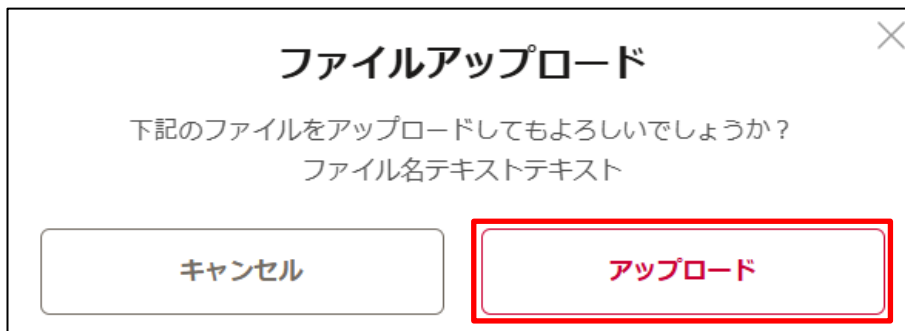 ファイルアップロード
下記のファイルをアップロードしてもよろしいでしょうか？
ファイル名テキストテキスト
キャンセル
アップロード